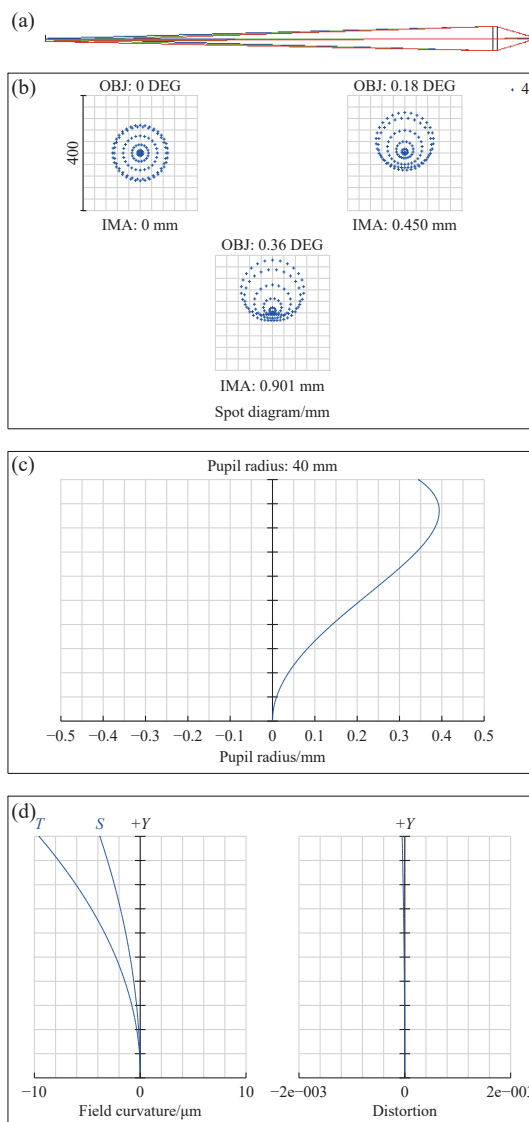 (a)
(b)
OBJ: 0 DEG
OBJ: 0.18 DEG
4
400
IMA: 0 mm
IMA: 0.450 mm
OBJ: 0.36 DEG
IMA: 0.901 mm
Spot diagram/mm
(c)
Pupil radius: 40 mm
−0.5 −0.4 −0.3 −0.2 −0.1 0 0.1 0.2 0.3 0.4 0.5
Pupil radius/mm
(d)
T S +Y +Y
−10 0 10 −2e−003 0 2e−003
Field curvature/μm Distortion